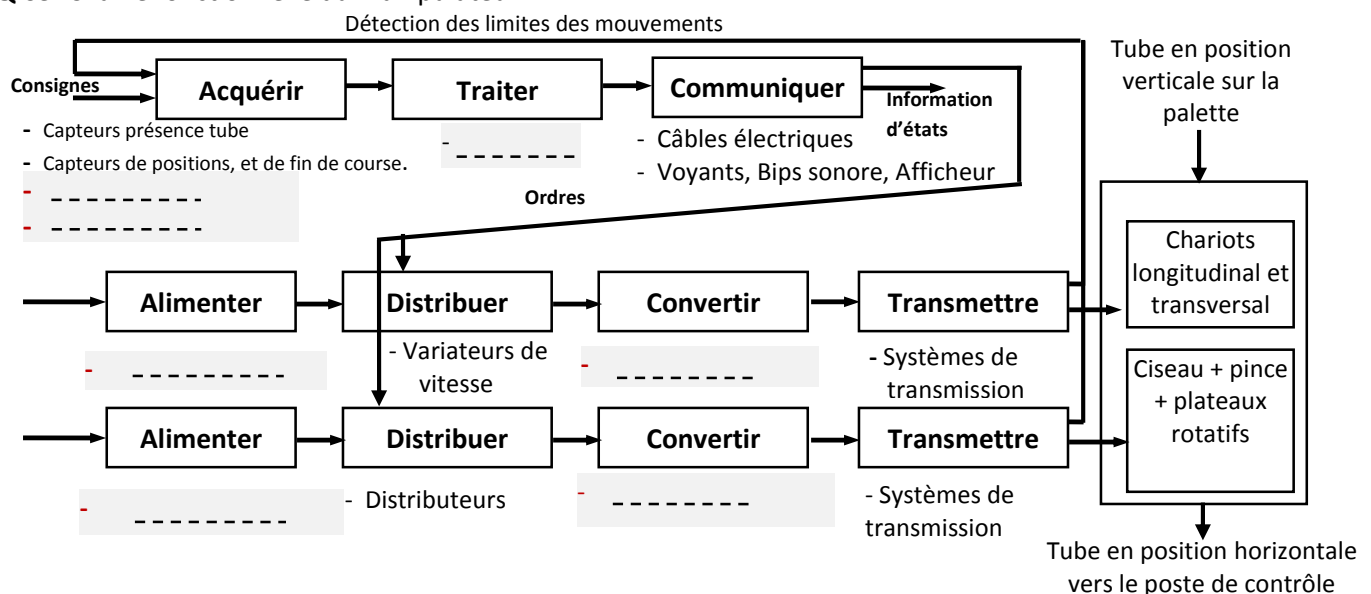 Détection des limites des mouvements
Consignes
Acquérir
Traiter
Communiquer
Information
d'états
- Capteurs présence tube
- Capteurs de positions, et de fin de course.
- _ _ _ _ _ _ _ _ _
- _ _ _ _ _ _ _ _ _
- _ _ _ _ _ _ _
- Câbles électriques
- Voyants, Bips sonore, Afficheur
Ordres
Tube en position
verticale sur la
palette
Alimenter
Distribuer
Convertir
Transmettre
- _ _ _ _ _ _ _ _ _
- Variateurs de
vitesse
- _ _ _ _ _ _ _
- Systèmes de
transmission
Chariots
longitudinal et
transversal
Alimenter
Distribuer
Convertir
Transmettre
- _ _ _ _ _ _ _ _ _
- Distributeurs
- _ _ _ _ _ _ _
- Systèmes de
transmission
Ciseau + pince
+ plateaux
rotatifs
Tube en position horizontale
vers le poste de contrôle